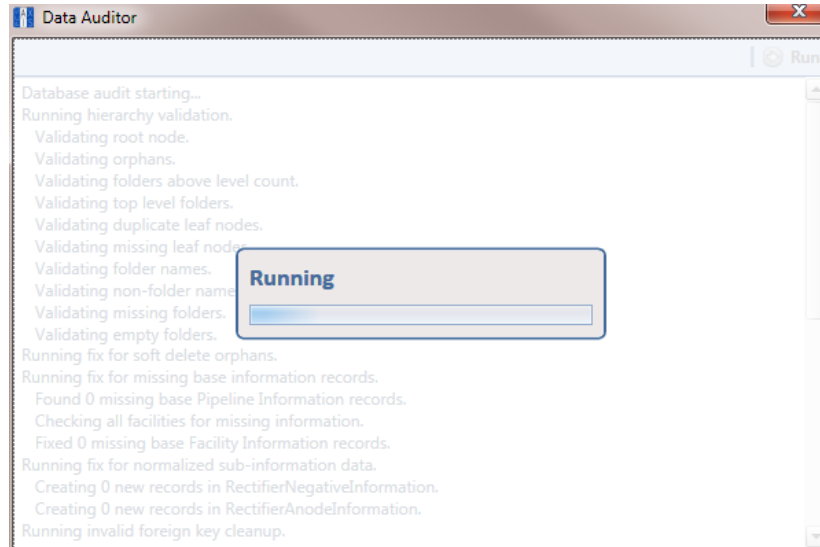 Data Auditor
Run
Database audit starting...
Running hierarchy validation.
Validating root node.
Validating orphans.
Validating folders above level count.
Validating top level folders.
Validating duplicate leaf nodes.
Validating missing leaf nodes
Validating folder names.
Validating non-folder name
Validating missing folders.
Validating empty folders.
Running
Running fix for soft delete orphans.
Running fix for missing base information records.
Found 0 missing base Pipeline Information records.
Checking all facilities for missing information.
Fixed 0 missing base Facility Information records.
Running fix for normalized sub-information data.
Creating 0 new records in RectifierNegativeInformation.
Creating 0 new records in RectifierAnodeInformation.
Running invalid foreign key cleanup.